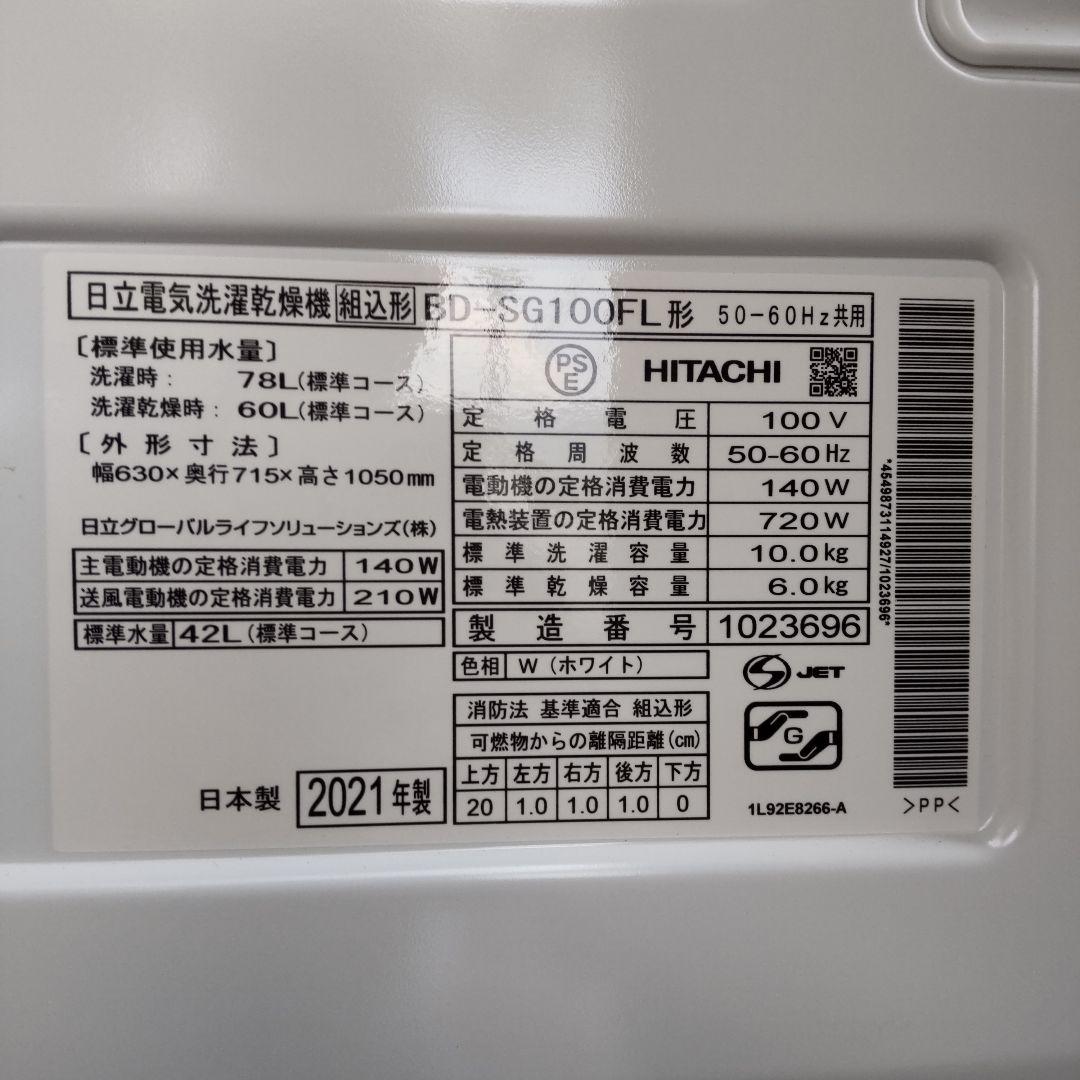 日立電気洗濯乾燥機 組込形 BD-SG100FL形 50-60Hz共用
〔標準使用水量〕
洗濯時: 78L(標準コース)
洗濯乾燥時: 60L(標準コース)
〔外形寸法〕
幅630×奥行715×高さ1050mm
日立グローバルライフソリューションズ(株)
主電動機の定格消費電力 140W
送風電動機の定格消費電力 210W
標準水量 42L(標準コース)
日本製 2021年製
PS
E
HITACHI
定格電圧 100V
定格周波数 50-60Hz
電動機の定格消費電力 140W
電熱装置の定格消費電力 720W
標準洗濯容量 10.0kg
標準乾燥容量 6.0kg
製造番号 1023696
色相 W(ホワイト)
消防法 基準適合 組込形
可燃物からの離隔距離(cm)
上方 左方 右方 後方 下方
20 1.0 1.0 1.0 0
S JET
G
1L92E8266-A
*4549873114927/1023696*
>PP<